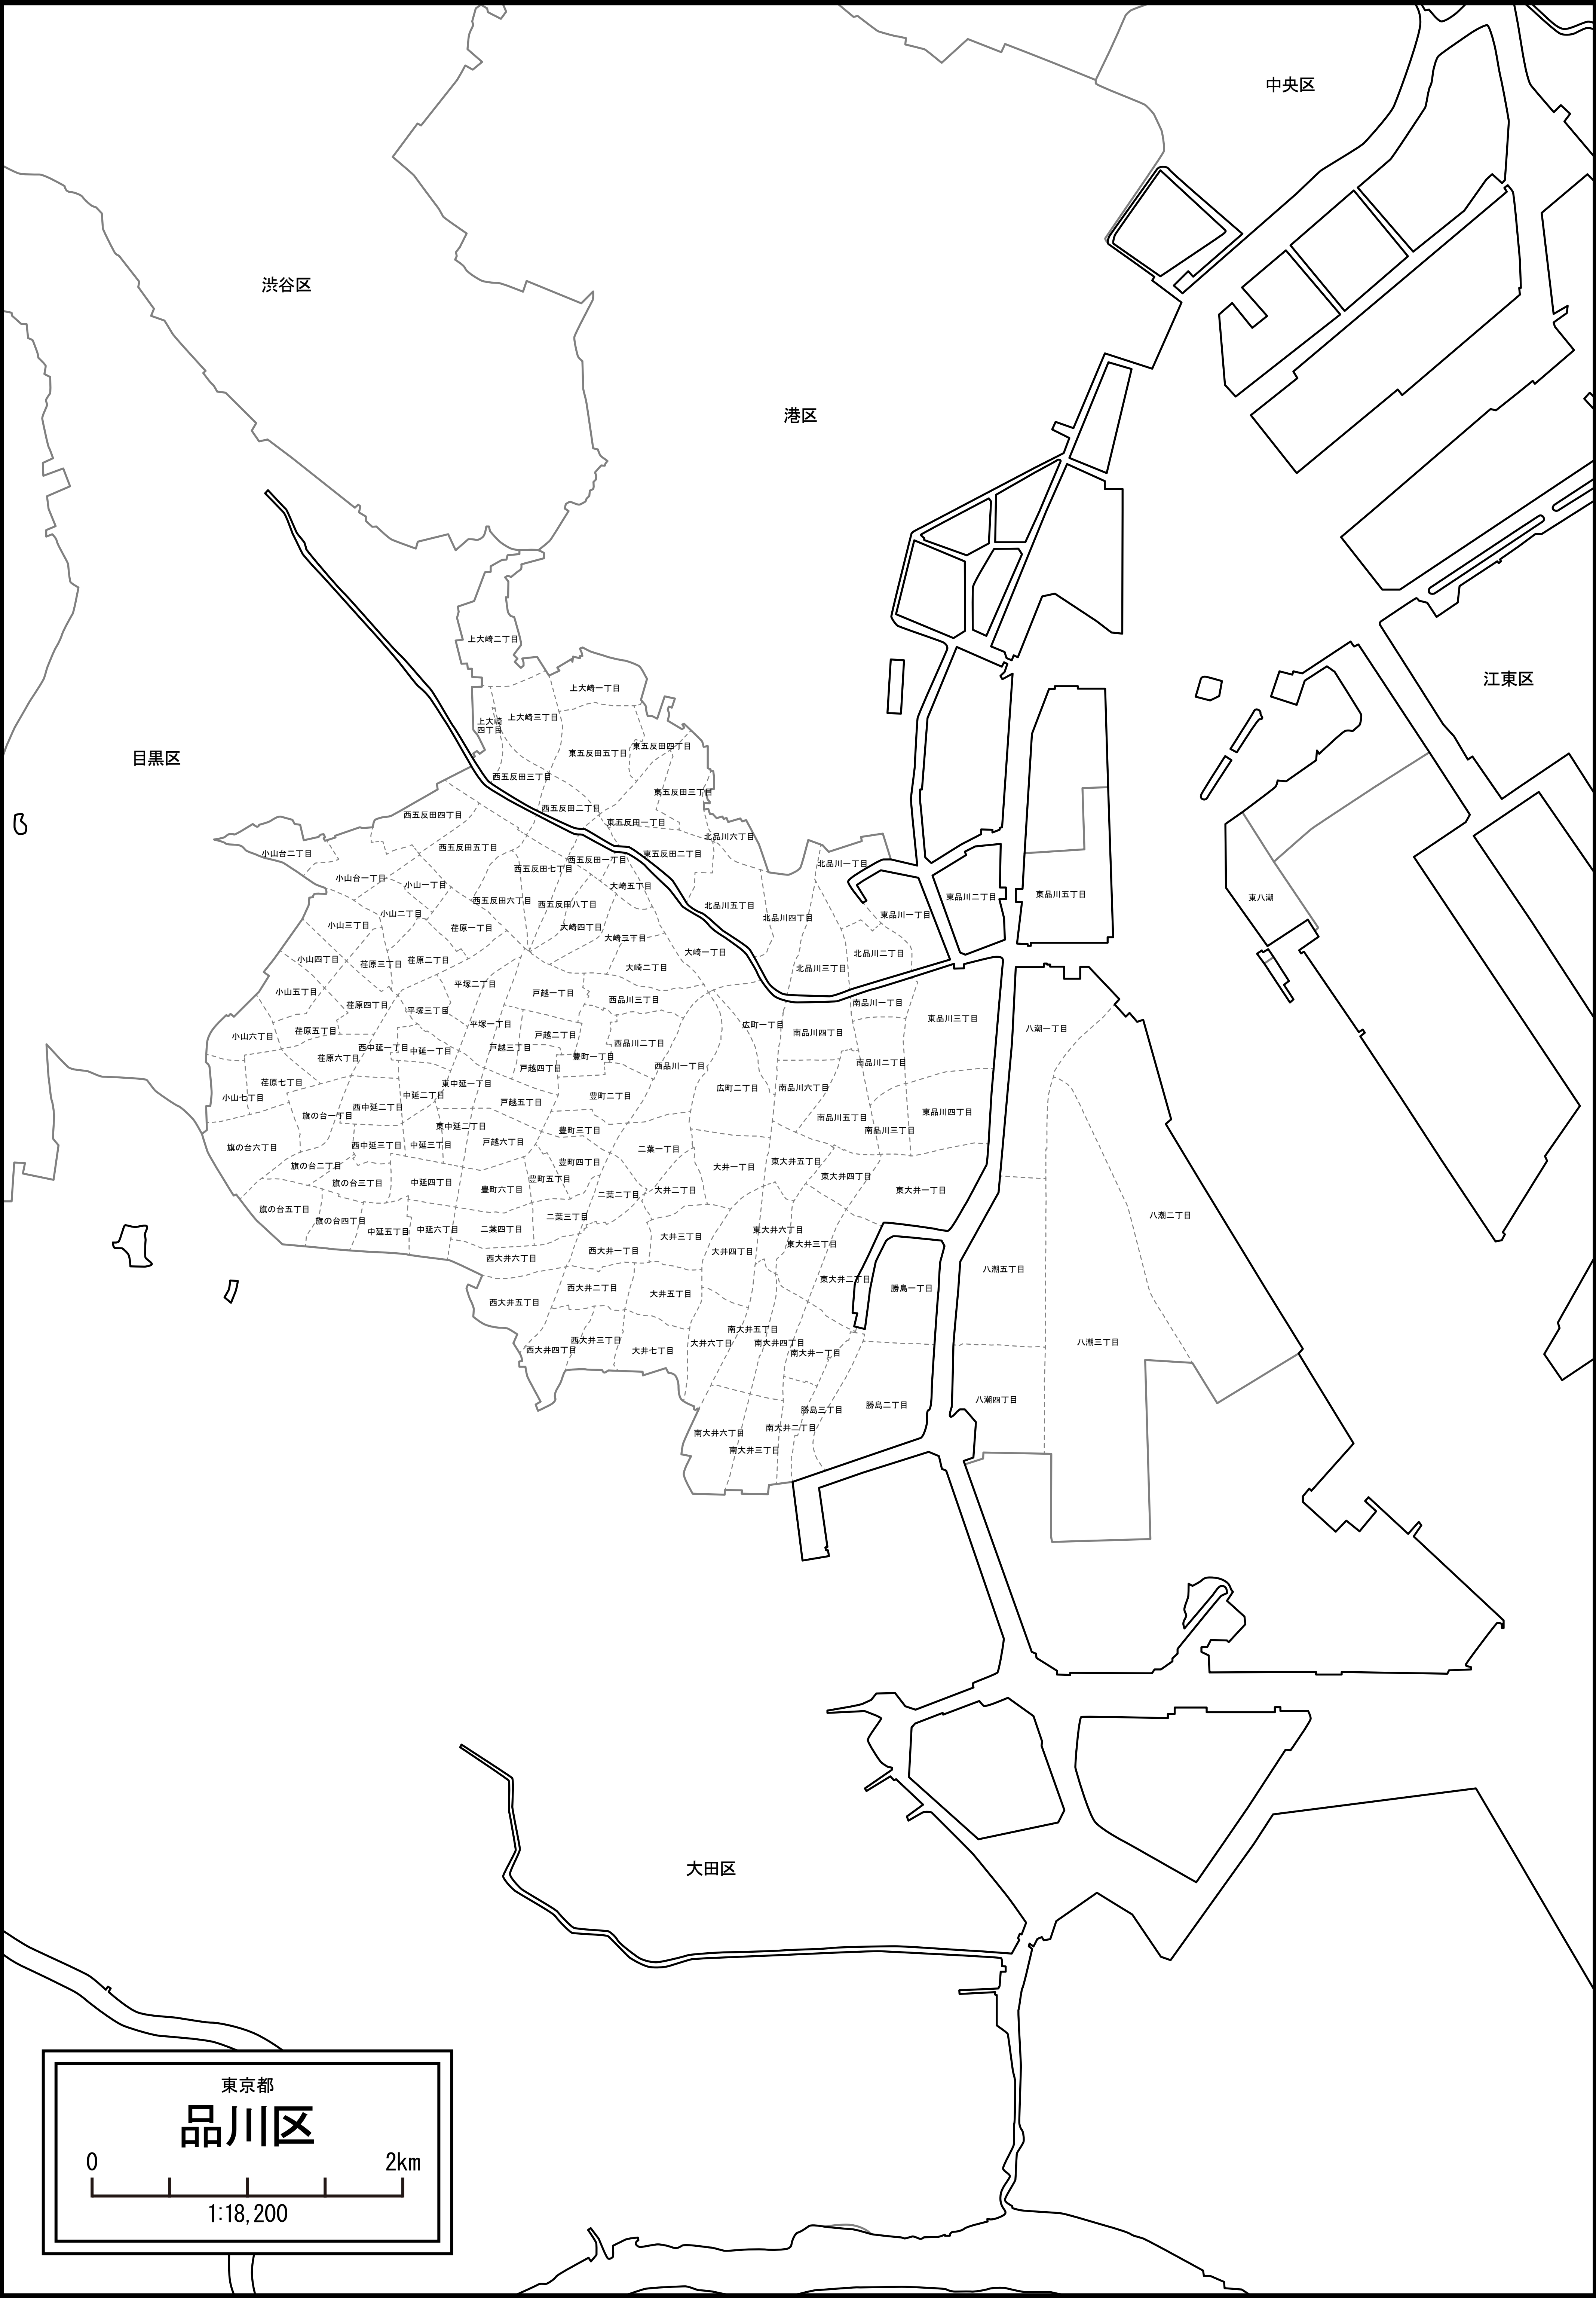 中央区
渋谷区
港区
上大崎二丁目
江東区
上大崎一丁目
上大崎三丁目
上大崎
四丁目
東五反田四丁目
東五反田五丁目
目黒区
西五反田三丁目
東五反田三丁目
西五反田二丁目
西五反田四丁目
東五反田一丁目
北品川六丁目
西五反田五丁目
小山台二丁目
東五反田二丁目
西五反田一丁目
北品川一丁目
西五反田七丁目
小山台一丁目
小山一丁目
大崎五丁目
東品川五丁目
東品川二丁目
東八潮
西五反田六丁目
西五反田八丁目
北品川五丁目
小山二丁目
東品川一丁目
北品川四丁目
小山三丁目
大崎四丁目
荏原一丁目
大崎三丁目
大崎一丁目
北品川二丁目
小山四丁目
荏原二丁目
荏原三丁目
大崎二丁目
北品川三丁目
平塚二丁目
小山五丁目
戸越一丁目
西品川三丁目
南品川一丁目
荏原四丁目
平塚三丁目
東品川三丁目
平塚一丁目
広町一丁目
八潮一丁目
荏原五丁目
南品川四丁目
戸越二丁目
小山六丁目
西品川二丁目
西中延一丁目
戸越三丁目
中延一丁目
豊町一丁目
荏原六丁目
南品川二丁目
西品川一丁目
戸越四丁目
荏原七丁目
東中延一丁目
広町二丁目
南品川六丁目
中延二丁目
豊町二丁目
小山七丁目
戸越五丁目
西中延二丁目
東品川四丁目
旗の台一丁目
南品川五丁目
東中延二丁目
豊町三丁目
南品川三丁目
戸越六丁目
西中延三丁目
中延三丁目
旗の台六丁目
二葉一丁目
豊町四丁目
東大井五丁目
旗の台二丁目
大井一丁目
東大井四丁目
豊町五丁目
中延四丁目
旗の台三丁目
豊町六丁目
大井二丁目
東大井一丁目
二葉二丁目
旗の台五丁目
八潮二丁目
二葉三丁目
旗の台四丁目
中延六丁目
二葉四丁目
東大井六丁目
中延五丁目
大井三丁目
東大井三丁目
西大井一丁目
大井四丁目
西大井六丁目
八潮五丁目
東大井二丁目
西大井二丁目
勝島一丁目
大井五丁目
西大井五丁目
南大井五丁目
西大井三丁目
大井六丁目
南大井四丁目
八潮三丁目
西大井四丁目
大井七丁目
南大井一丁目
八潮四丁目
勝島二丁目
勝島三丁目
南大井二丁目
南大井六丁目
南大井三丁目
大田区
東京都
品川区
0 2km
1:18,200